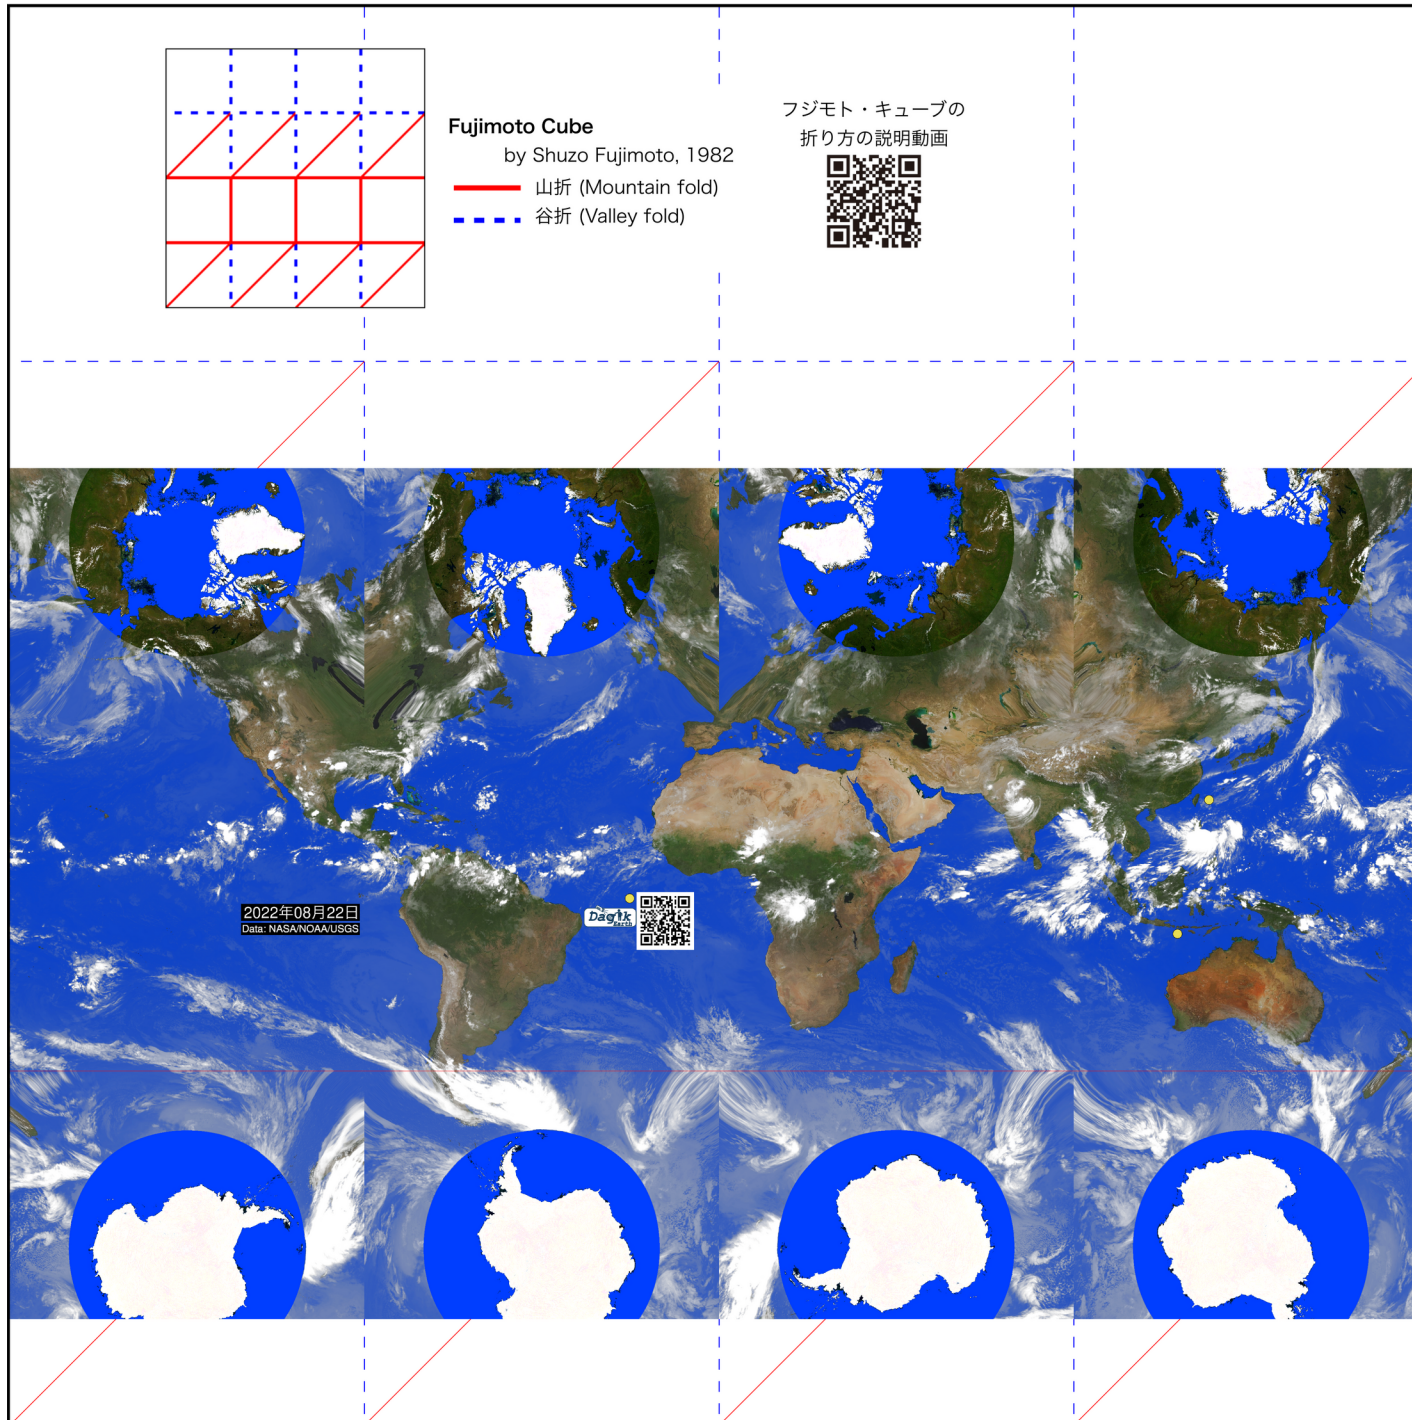 Fujimoto Cube
by Shuzo Fujimoto, 1982
山折 (Mountain fold)
谷折 (Valley fold)
フジモト・キューブの
折り方の説明動画
2022年08月22日
Data: NASA/NOAA/USGS
Dagik
Earth